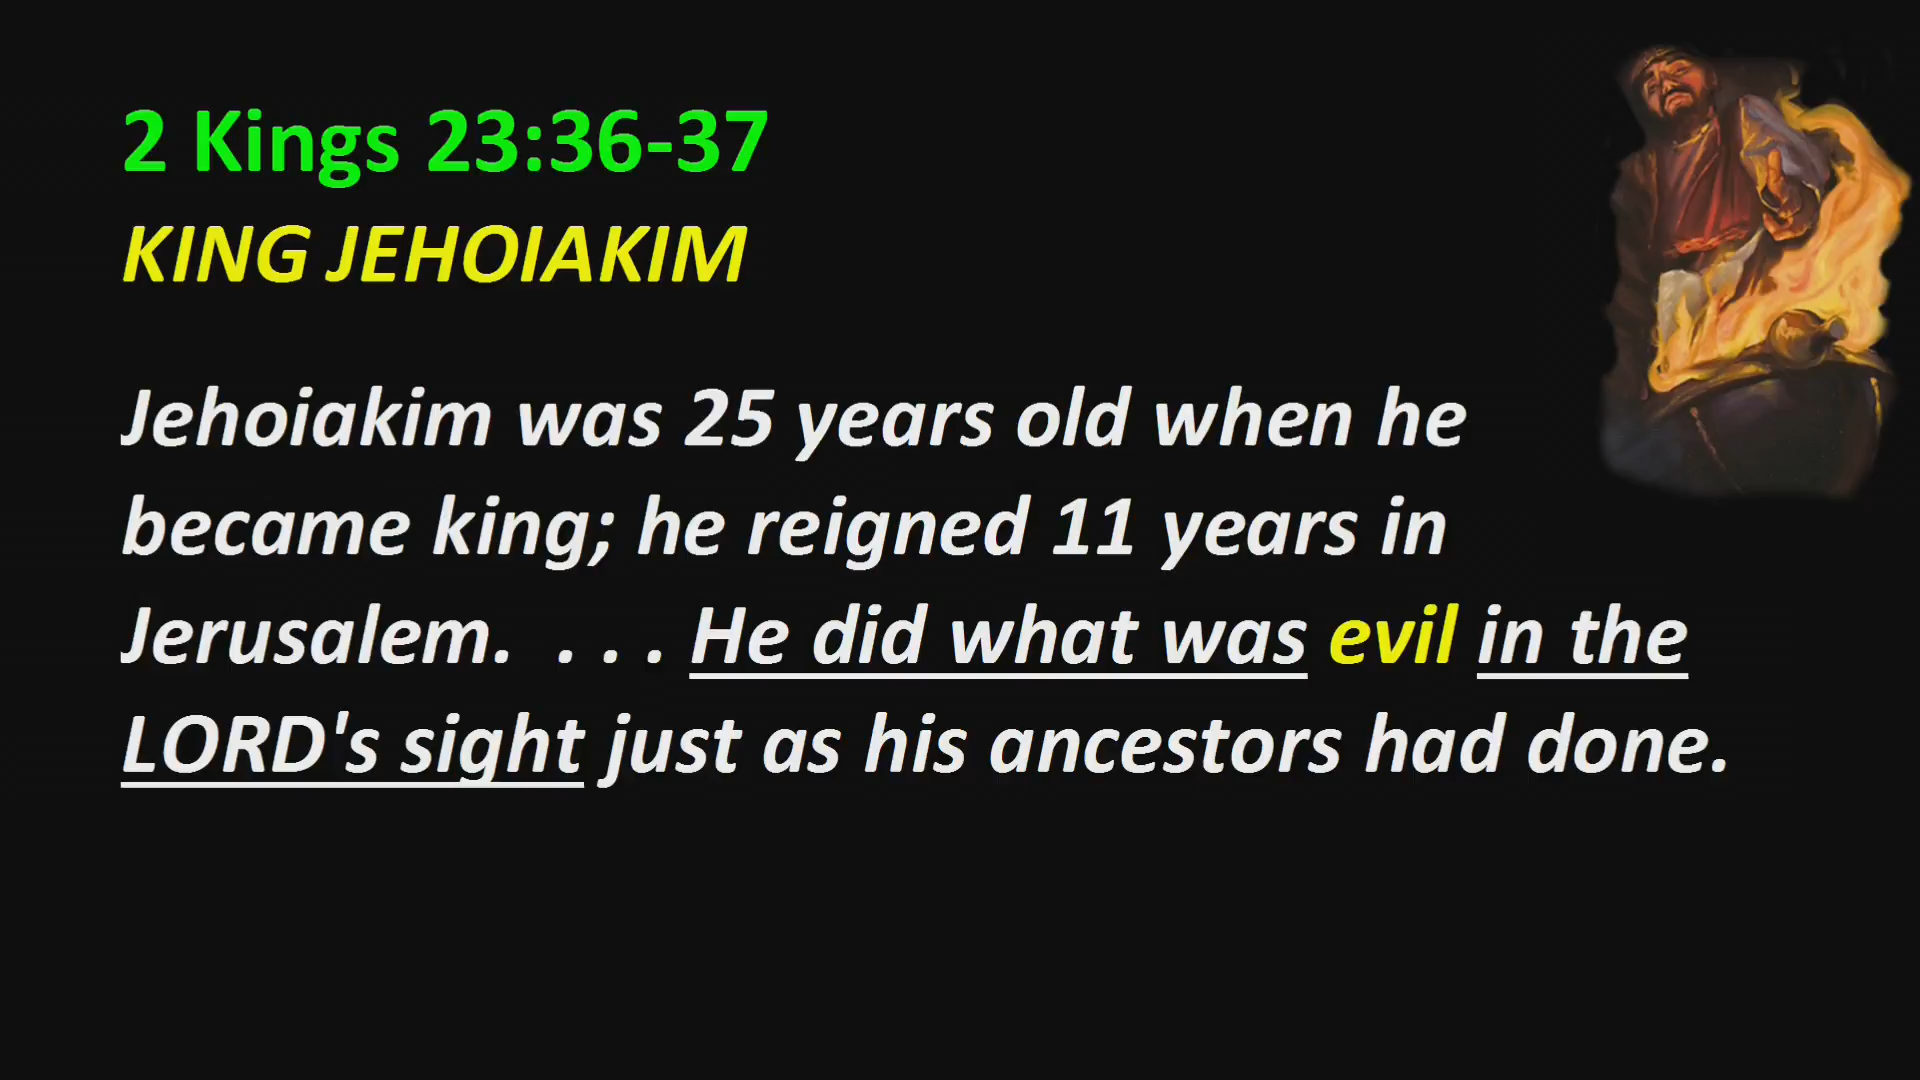 2 Kings 23:36-37
KING JEHOIAKIM
Jehoiakim was 25 years old when he
became king; he reigned 11 years in
Jerusalem.  . . . He did what was evil in the
LORD's sight just as his ancestors had done.